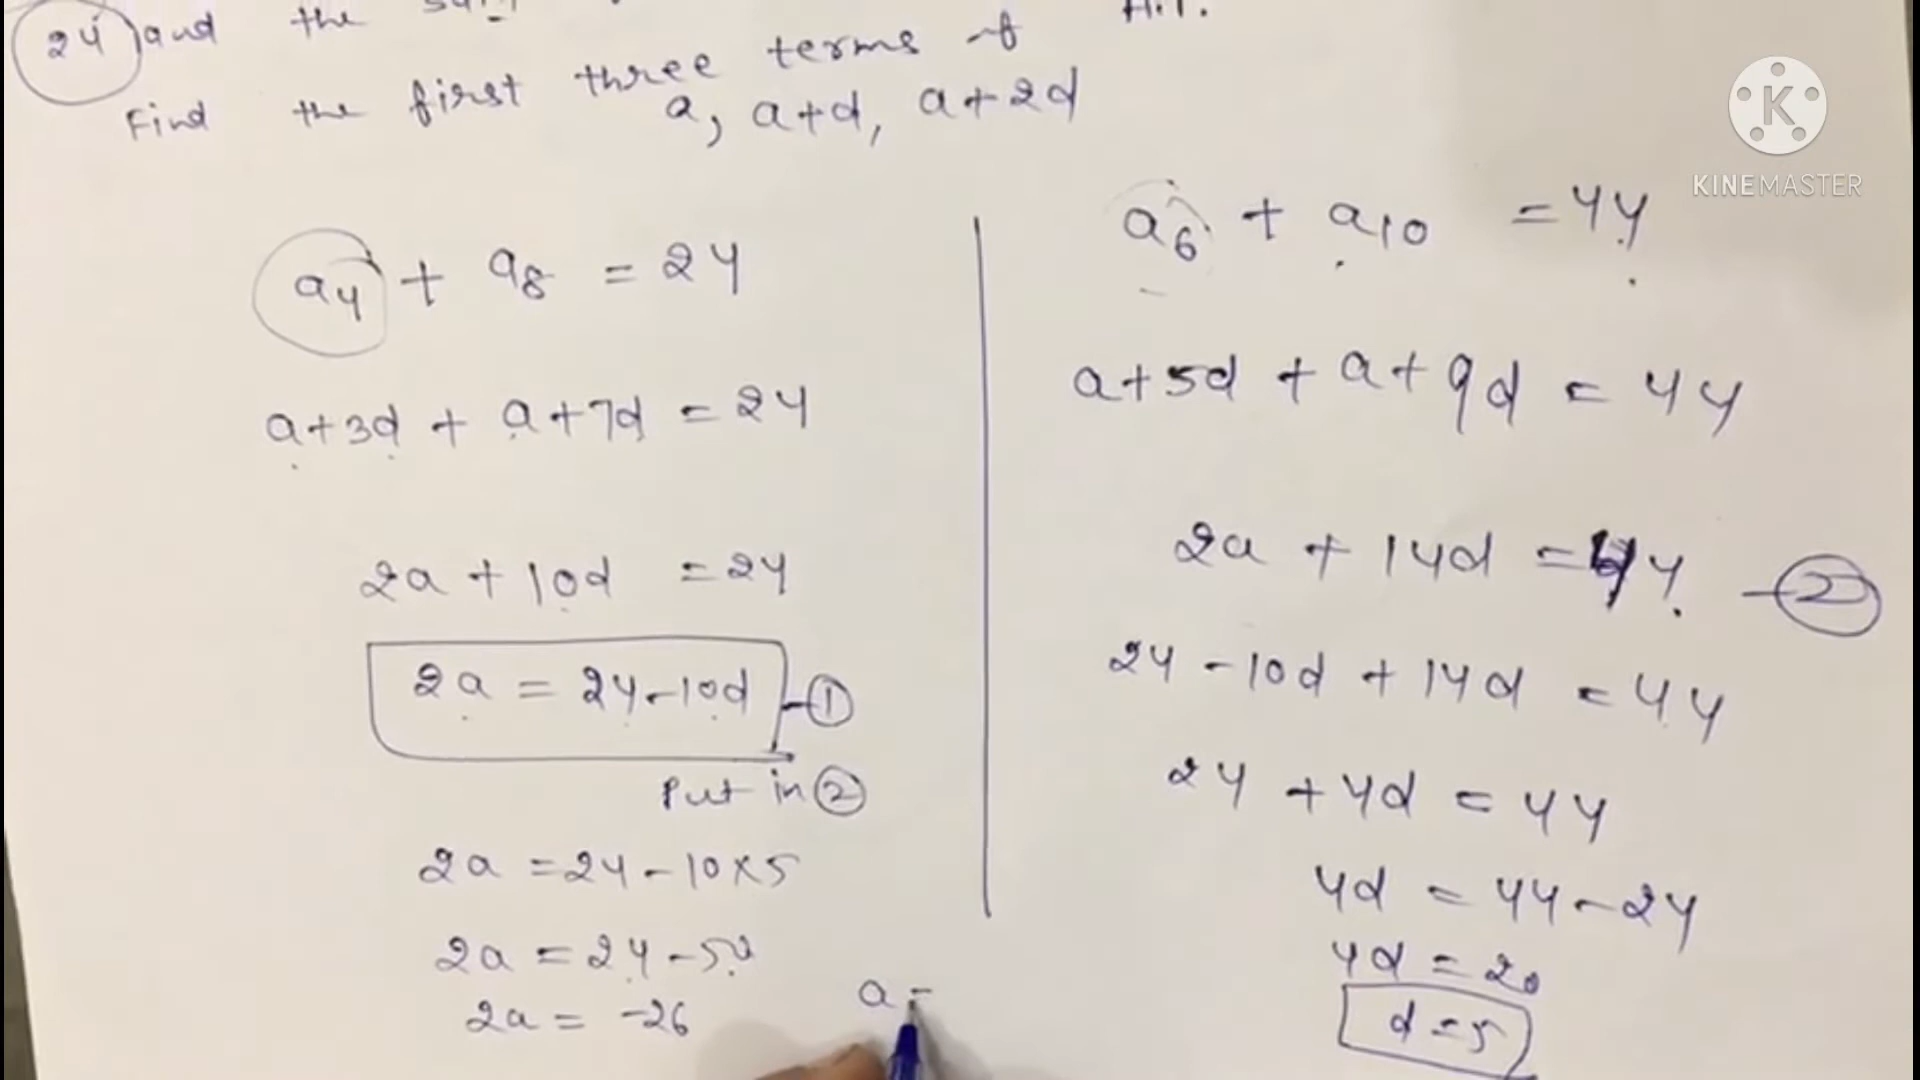 24 and the sum
Find the first three terms of A.P.
a, a+d, a+2d
K
KINEMASTER
a4 + a8 = 24
a+3d + a+7d = 24
2a + 10d = 24
2a = 24-10d -1
Put in 2
2a = 24-10x5
2a = 24-50
2a = -26
a =
a6 + a10 = 44
a+5d + a+9d = 44
2a + 14d = 44 -2
24 -10d + 14d = 44
24 + 4d = 44
4d = 44-24
4d = 20
d = 5